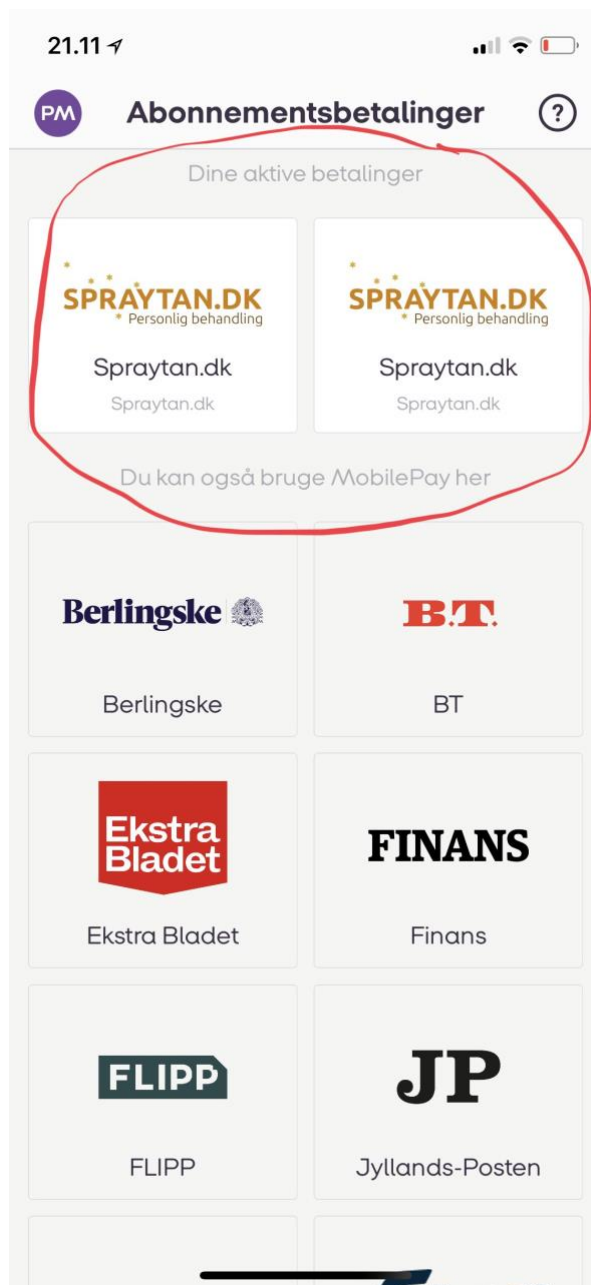 21.11
PM
Abonnementsbetalinger
?
Dine aktive betalinger
SPRAYTAN.DK
Personlig behandling
Spraytan.dk
Spraytan.dk
SPRAYTAN.DK
Personlig behandling
Spraytan.dk
Spraytan.dk
Du kan også bruge MobilePay her
Berlingske
Berlingske
B.T.
BT
Ekstra
Bladet
Ekstra Bladet
FINANS
Finans
FLIPP
FLIPP
JP
Jyllands-Posten